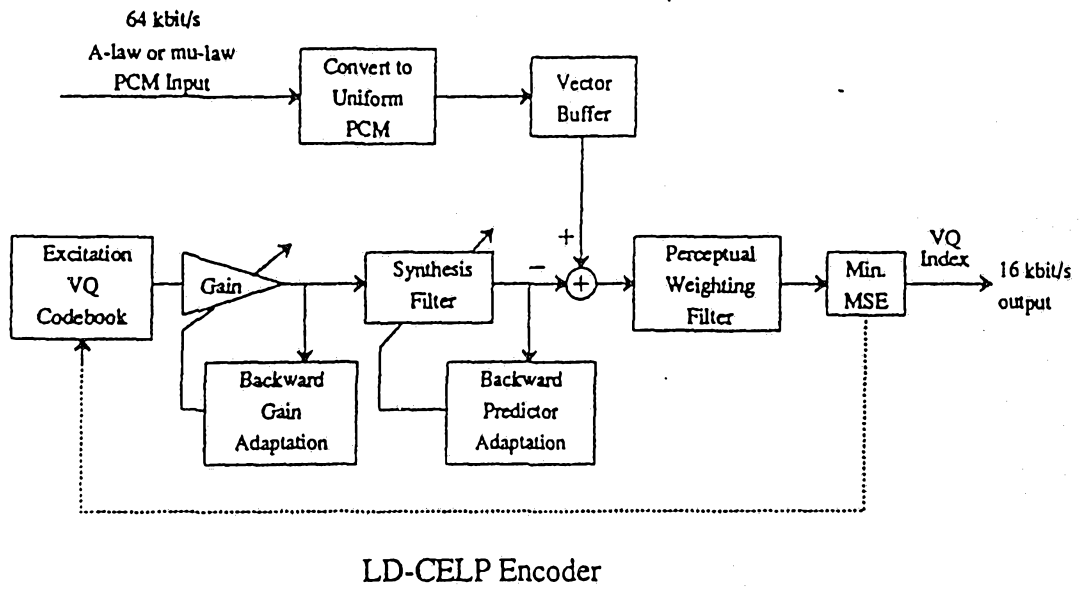 64 kbit/s
A-law or mu-law
PCM Input
Convert to
Uniform
PCM
Vector
Buffer
+
Excitation
VQ
Codebook
Gain
Synthesis
Filter
−
+
Perceptual
Weighting
Filter
Min.
MSE
VQ
Index
16 kbit/s
output
Backward
Gain
Adaptation
Backward
Predictor
Adaptation
LD-CELP Encoder